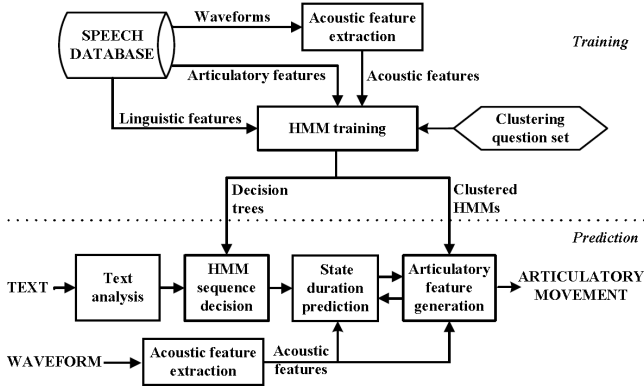 Waveforms
Acoustic feature
extraction
Training
SPEECH
DATABASE
Articulatory features
Acoustic features
Linguistic features
HMM training
Clustering
question set
Decision
trees
Clustered
HMMs
Prediction
TEXT
Text
analysis
HMM
sequence
decision
State
duration
prediction
Articulatory
feature
generation
ARTICULATORY
MOVEMENT
WAVEFORM
Acoustic feature
extraction
Acoustic
features